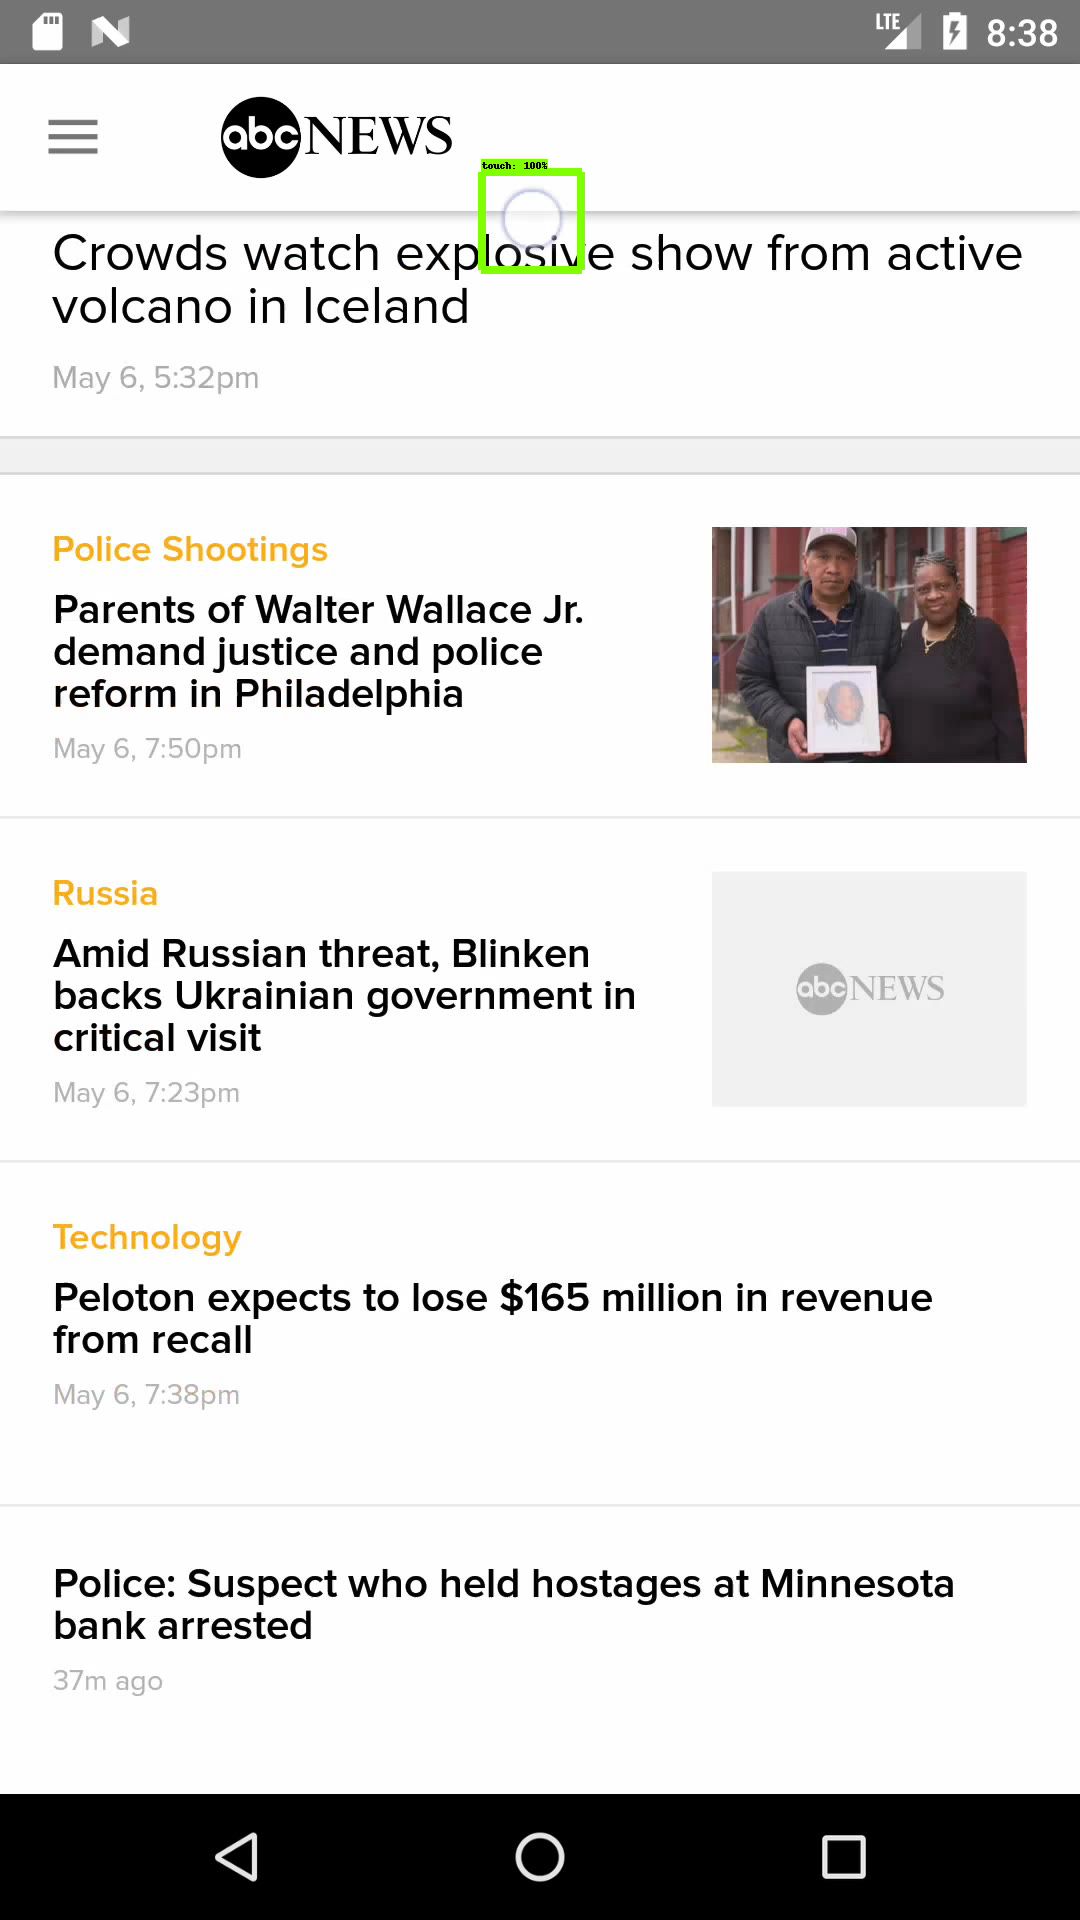 LTE 8:38
abc NEWS
touch: 100%
Crowds watch explosive show from active
volcano in Iceland
May 6, 5:32pm
Police Shootings
Parents of Walter Wallace Jr.
demand justice and police
reform in Philadelphia
May 6, 7:50pm
Russia
Amid Russian threat, Blinken
backs Ukrainian government in
critical visit
May 6, 7:23pm
abc NEWS
Technology
Peloton expects to lose $165 million in revenue
from recall
May 6, 7:38pm
Police: Suspect who held hostages at Minnesota
bank arrested
37m ago